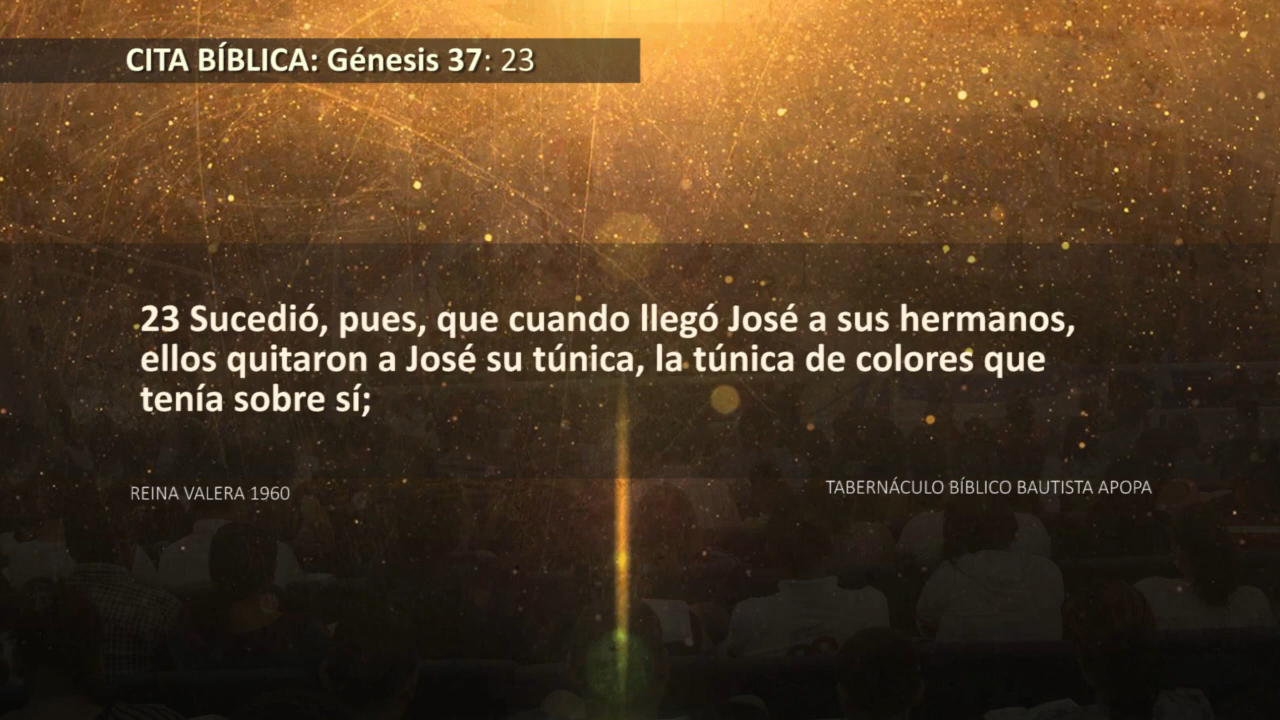 CITA BÍBLICA: Génesis 37: 23
23 Sucedió, pues, que cuando llegó José a sus hermanos,
ellos quitaron a José su túnica, la túnica de colores que
tenía sobre sí;
REINA VALERA 1960
TABERNÁCULO BÍBLICO BAUTISTA APOPA